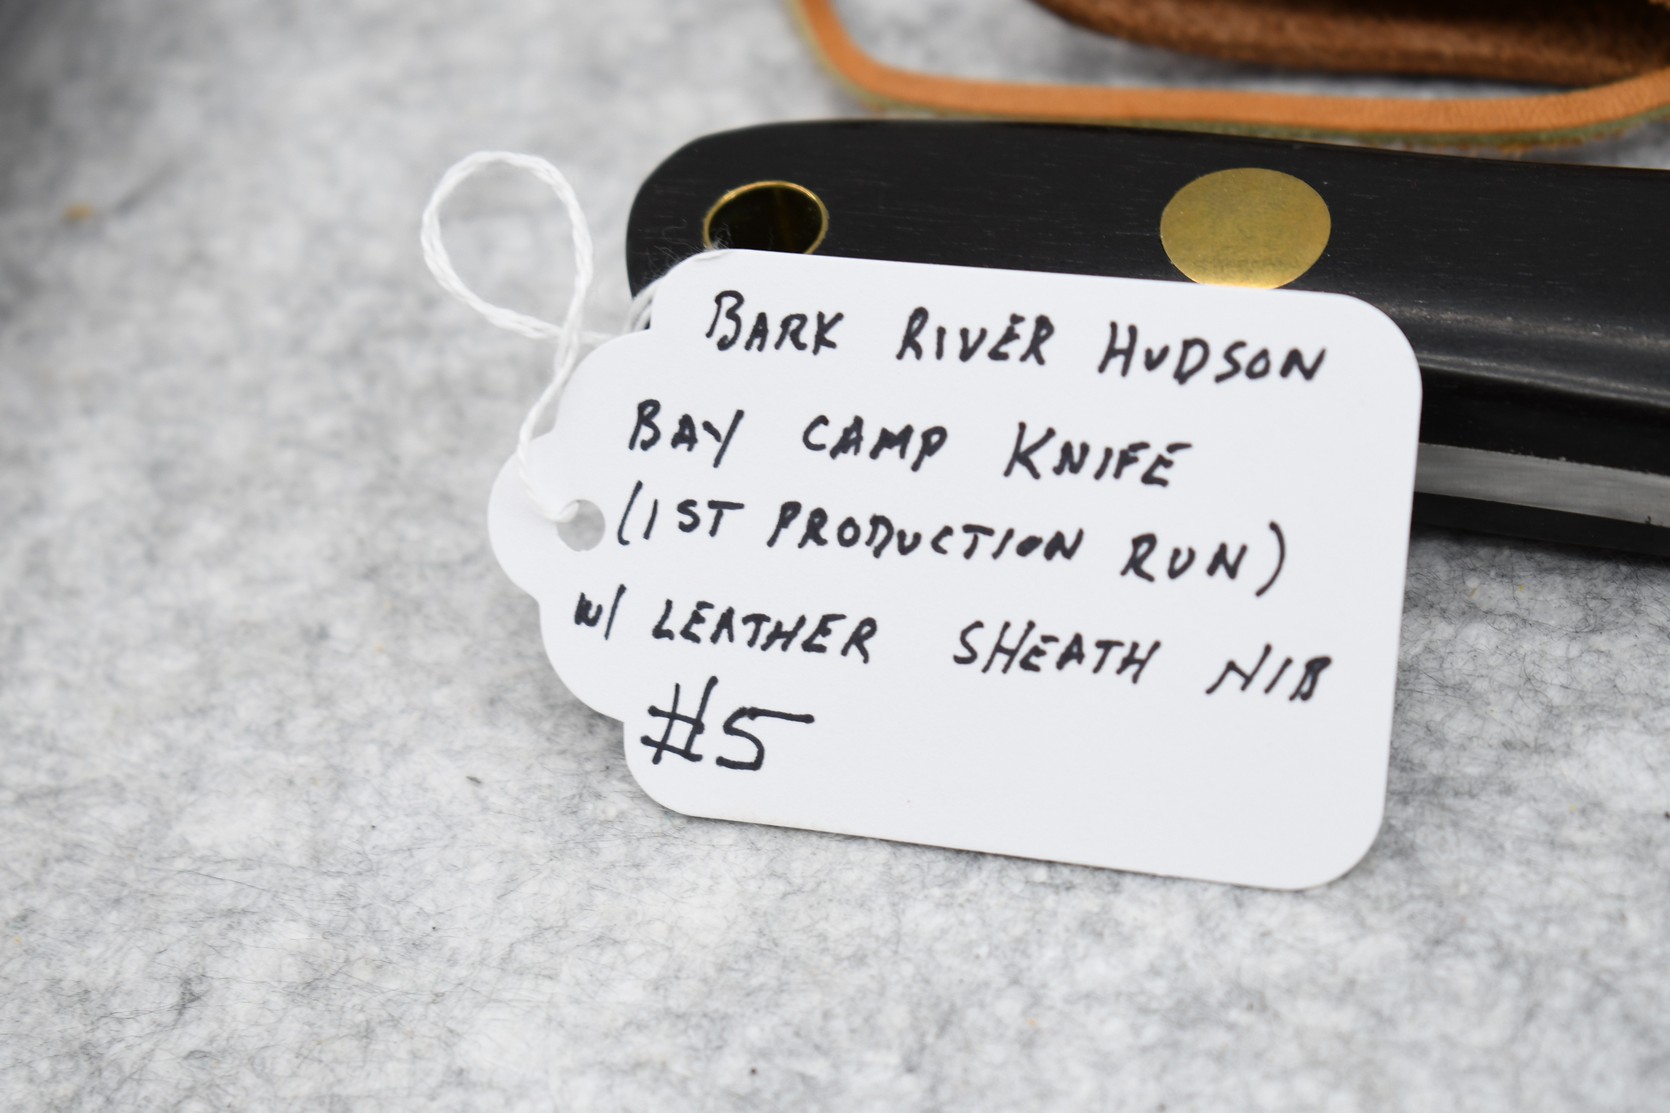 BARK RIVER HUDSON
BAY CAMP KNIFE
(1ST PRODUCTION RUN)
W/ LEATHER SHEATH NIB
#5